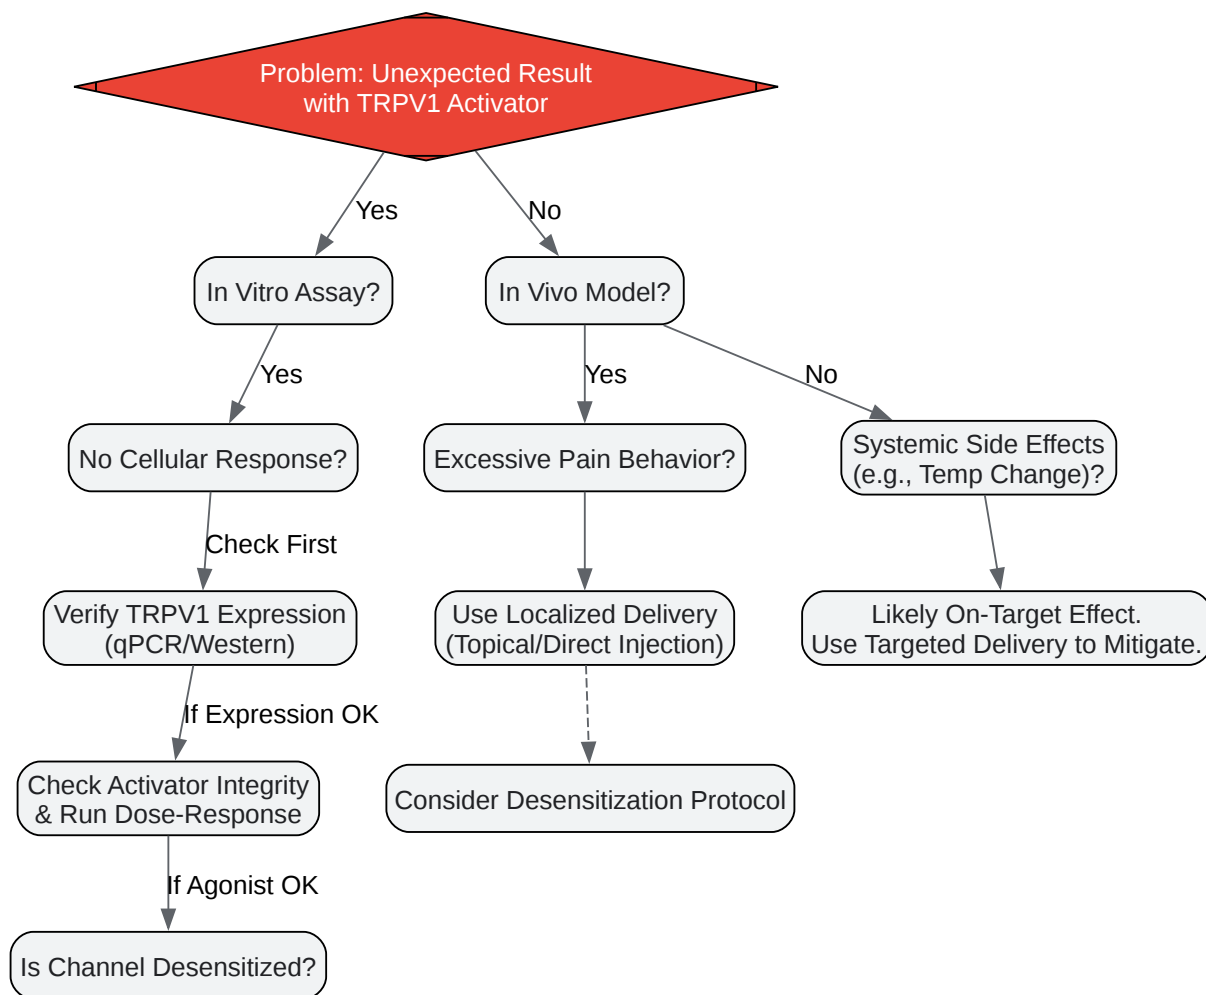 Problem: Unexpected Result
with TRPV1 Activator
Yes
No
In Vitro Assay?
In Vivo Model?
Yes
Yes
No
No Cellular Response?
Excessive Pain Behavior?
Systemic Side Effects
(e.g., Temp Change)?
Check First
Verify TRPV1 Expression
(qPCR/Western)
Use Localized Delivery
(Topical/Direct Injection)
Likely On-Target Effect.
Use Targeted Delivery to Mitigate.
If Expression OK
Check Activator Integrity
& Run Dose-Response
Consider Desensitization Protocol
If Agonist OK
Is Channel Desensitized?